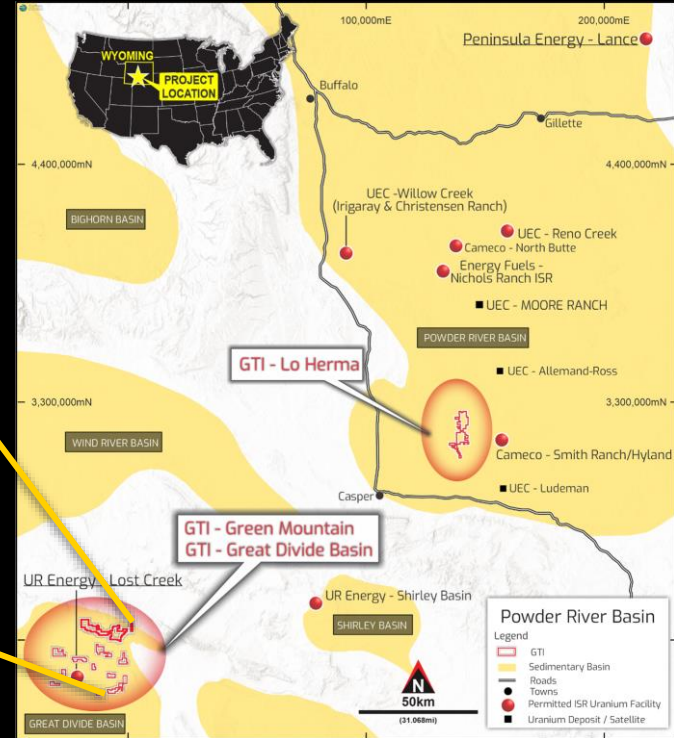 100,000mE
200,000mE
Peninsula Energy - Lance
WYOMING
PROJECT
LOCATION
Buffalo
Gillette
4,400,000mN
4,400,000mN
UEC -Willow Creek
(Irigaray & Christensen Ranch)
BIGHORN BASIN
UEC - Reno Creek
Cameco - North Butte
Energy Fuels -
Nichols Ranch ISR
UEC - MOORE RANCH
POWDER RIVER BASIN
GTI - Lo Herma
UEC - Allemand-Ross
3,300,000mN
3,300,000mN
WIND RIVER BASIN
Cameco - Smith Ranch/Hyland
Casper
UEC - Ludeman
GTI - Green Mountain
GTI - Great Divide Basin
UR Energy - Lost Creek
UR Energy - Shirley Basin
SHIRLEY BASIN
Powder River Basin
Legend
GTI
Sedimentary Basin
Roads
Towns
Permitted ISR Uranium Facility
Uranium Deposit / Satellite
N
50km
(31.068mi)
GREAT DIVIDE BASIN